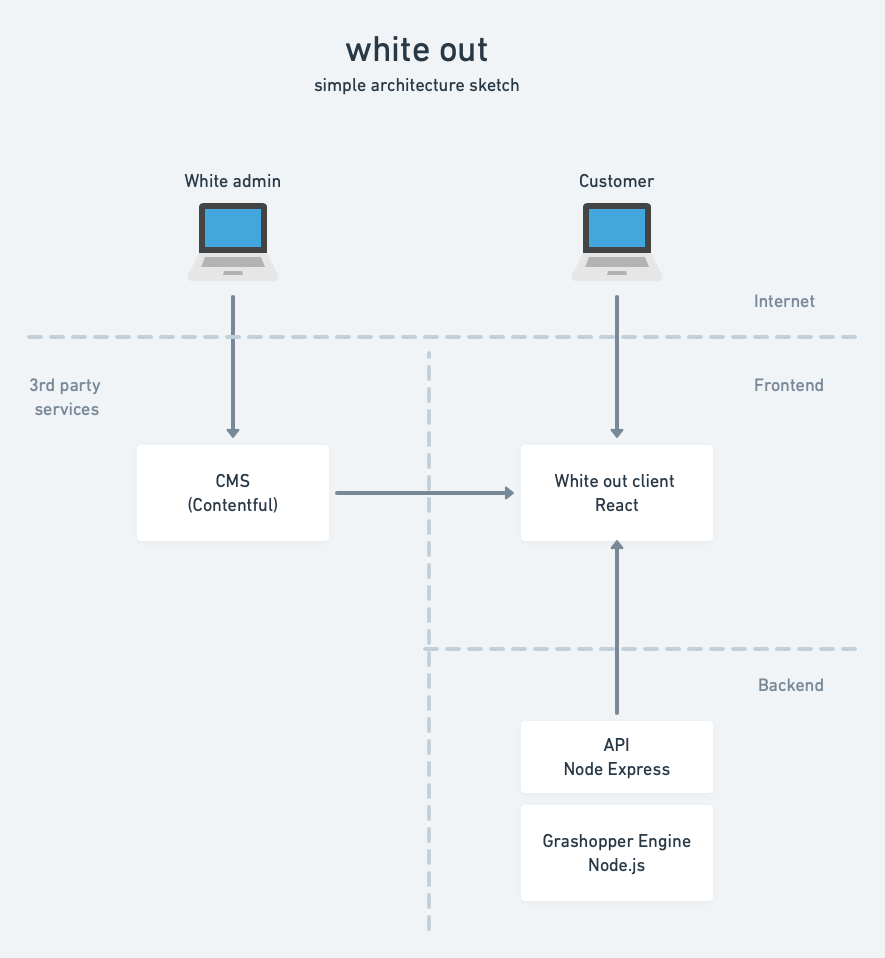 white out
simple architecture sketch
White admin
Customer
Internet
3rd party
services
Frontend
CMS
(Contentful)
White out client
React
Backend
API
Node Express
Grashopper Engine
Node.js